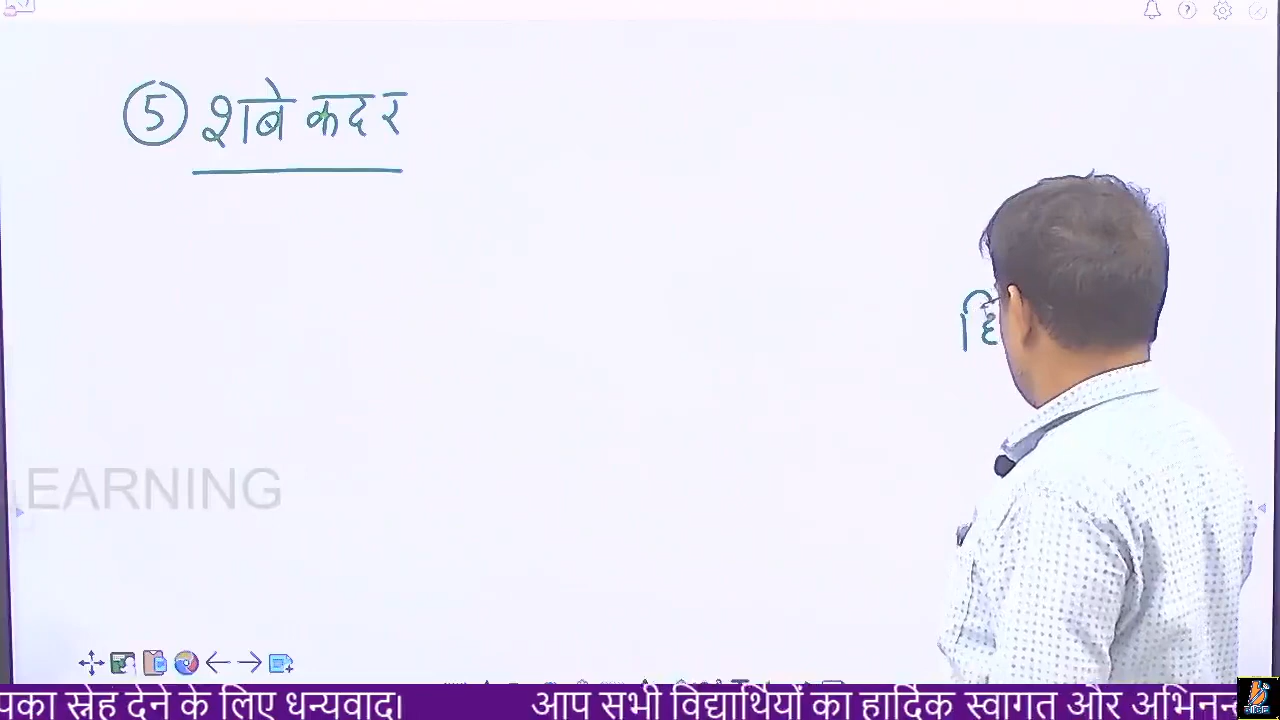 5 शबे कदर
हि
EARNING
पका स्नेह देने के लिए धन्यवाद। आप सभी विद्यार्थियों का हार्दिक स्वागत और अभिनन्द